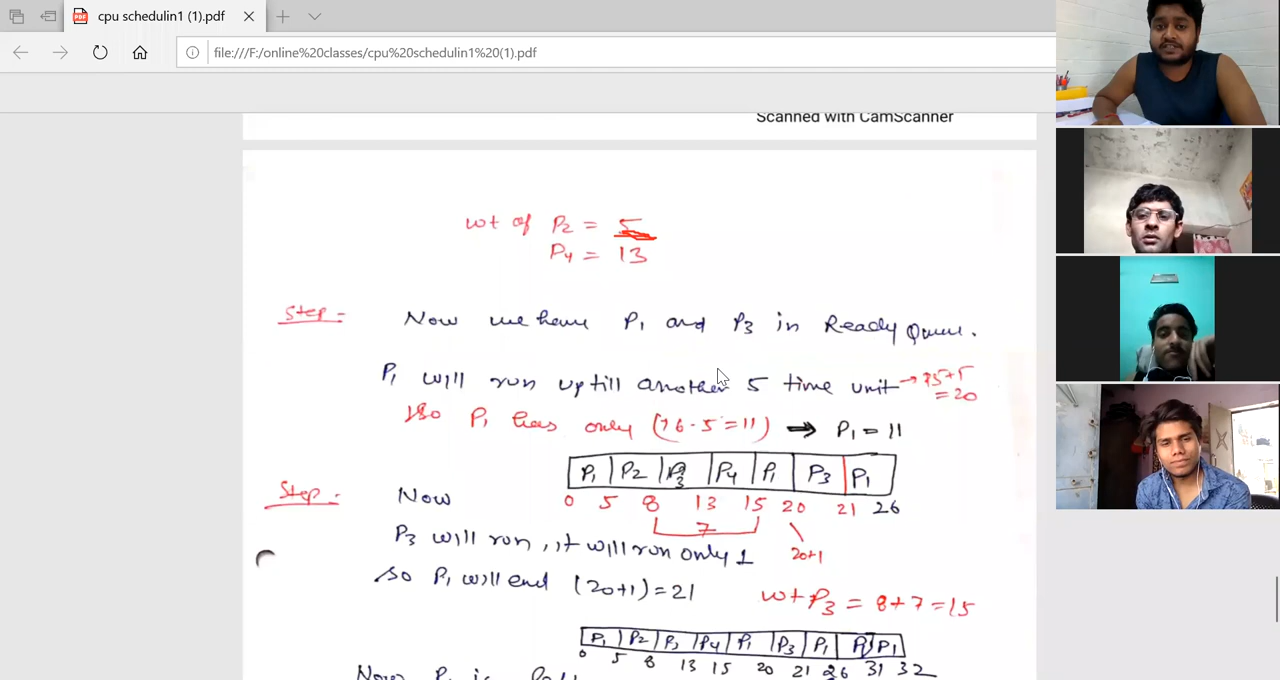 cpu schedulin1 (1).pdf
file:///F:/online%20classes/cpu%20schedulin1%20(1).pdf
Scanned with CamScanner
wt of P2 = 5
P4 = 13
Step = Now we have P1 and P3 in Ready Queue.
P1 will run up till another 5 time unit → 15+5
= 20
So P1 has only (16-5=11) → P1 = 11
P1 P2 P3 P4 P1 P3 P1
0 5 8 13 15 20 21 26
7
20+1
Step = Now
P3 will run, it will run only 1
So P1 will end (20+1) = 21
wt P3 = 8+7=15
P1 P2 P3 P4 P1 P3 P1 P1 P1
0 5 8 13 15 20 21 26 31 32